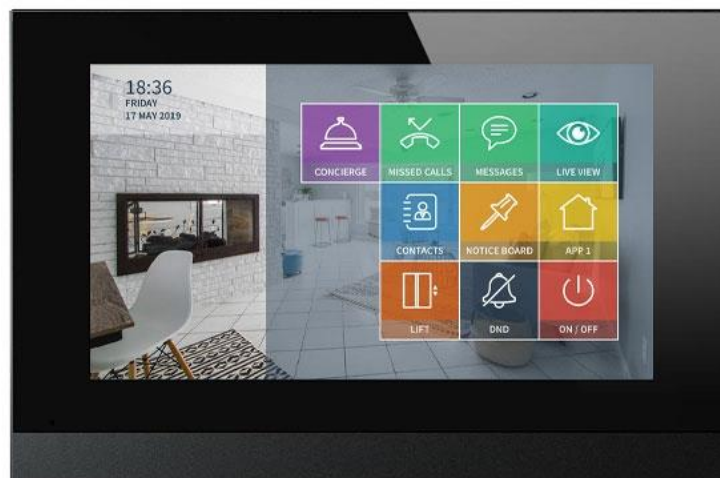 18:36
FRIDAY
17 MAY 2019
CONCIERGE
MISSED CALLS
MESSAGES
LIVE VIEW
CONTACTS
NOTICE BOARD
APP 1
LIFT
DND
ON / OFF